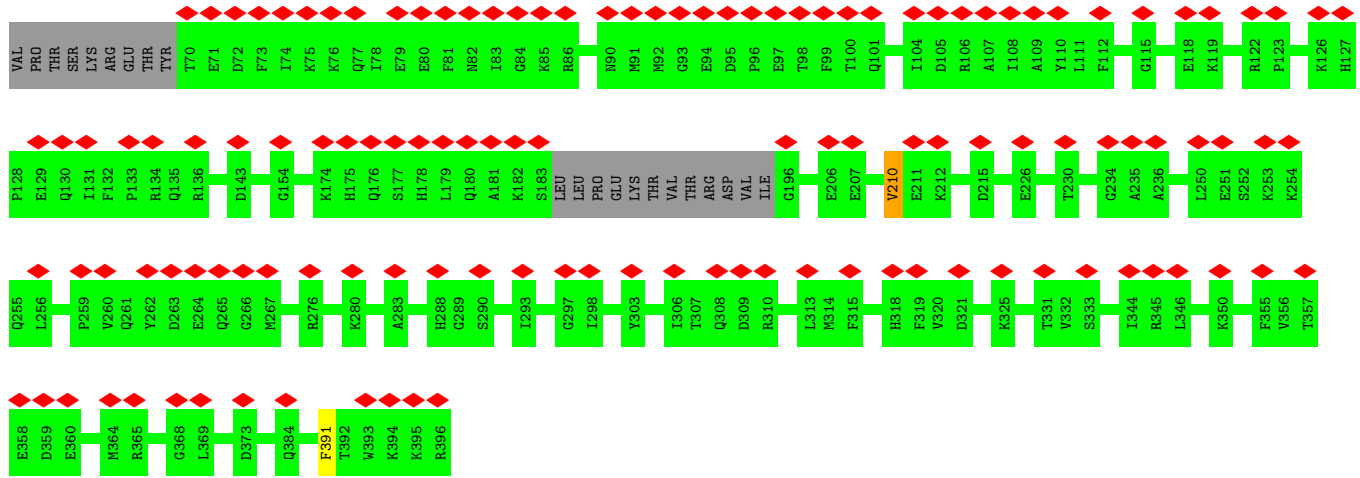 VAL PRO THR SER LYS ARG GLU THR TYR T70 E71 D72 F73 I74 K75 K76 Q77 I78 E79 E80 F81 N82 I83 G84 K85 R86 N90 M91 M92 G93 E94 D95 P96 E97 T98 F99 T100 Q101 I104 D105 R106 A107 I108 A109 Y110 L111 F112 G115 E118 K119 R122 P123 K126 H127
P128 E129 Q130 I131 F132 P133 R134 Q135 R136 D143 G154 K174 H175 Q176 S177 H178 L179 Q180 A181 K182 S183 LEU LEU PRO GLU LYS THR VAL THR ARG ASP VAL ILE G196 E206 E207 V210 E211 K212 D215 E226 T230 G234 A235 A236 L250 E251 S252 K253 K254
Q255 L256 P259 V260 Q261 Y262 D263 E264 Q265 G266 M267 R276 K280 A283 H288 G289 S290 I293 G297 I298 Y303 I306 T307 Q308 D309 R310 L313 M314 F315 H318 F319 V320 D321 K325 T331 V332 S333 I344 R345 L346 K350 F355 V356 T357
E358 D359 E360 M364 R365 G368 L369 D373 Q384 F391 T392 W393 K394 K395 R396